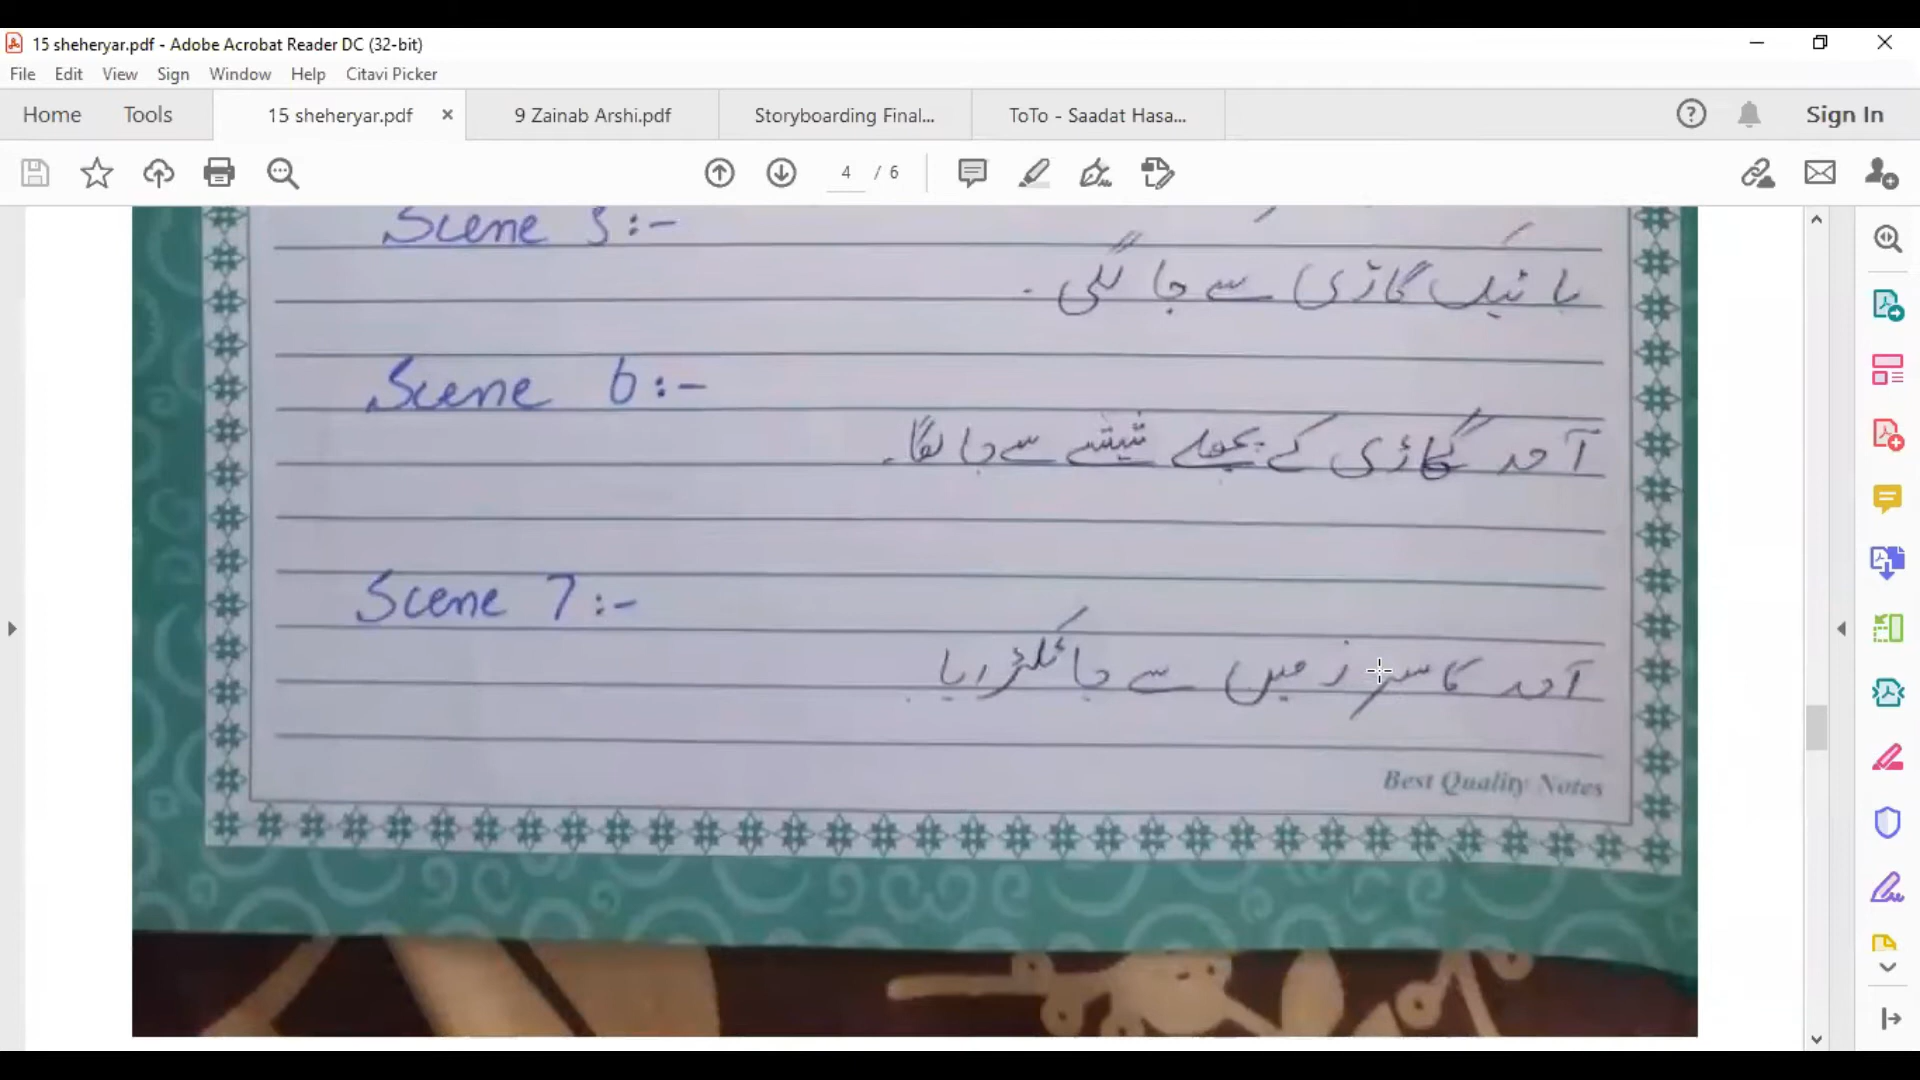 15 sheheryar.pdf - Adobe Acrobat Reader DC (32-bit)
File Edit View Sign Window Help Citavi Picker
Home Tools 15 sheheryar.pdf 9 Zainab Arshi.pdf Storyboarding Final... ToTo - Saadat Hasa... Sign In
4 / 6
Scene 5:-
بائیک گاڑی سے جا لگی.
Scene 6:-
آحد گاڑی کے پچھلے شیشے سے جا لگا.
Scene 7:-
آحد کا سر زمیں سے جا
Best Quality Notes